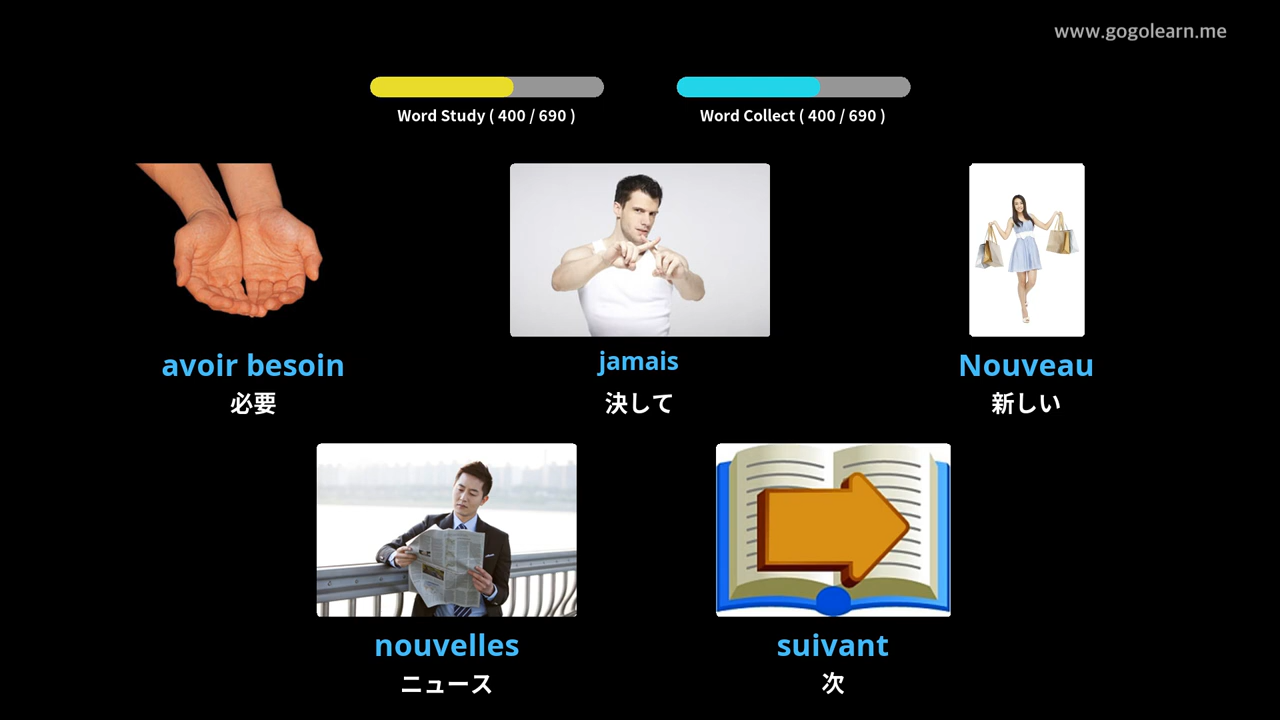 www.gogolearn.me
Word Study ( 400 / 690 )
Word Collect ( 400 / 690 )
avoir besoin
必要
jamais
決して
Nouveau
新しい
nouvelles
ニュース
suivant
次